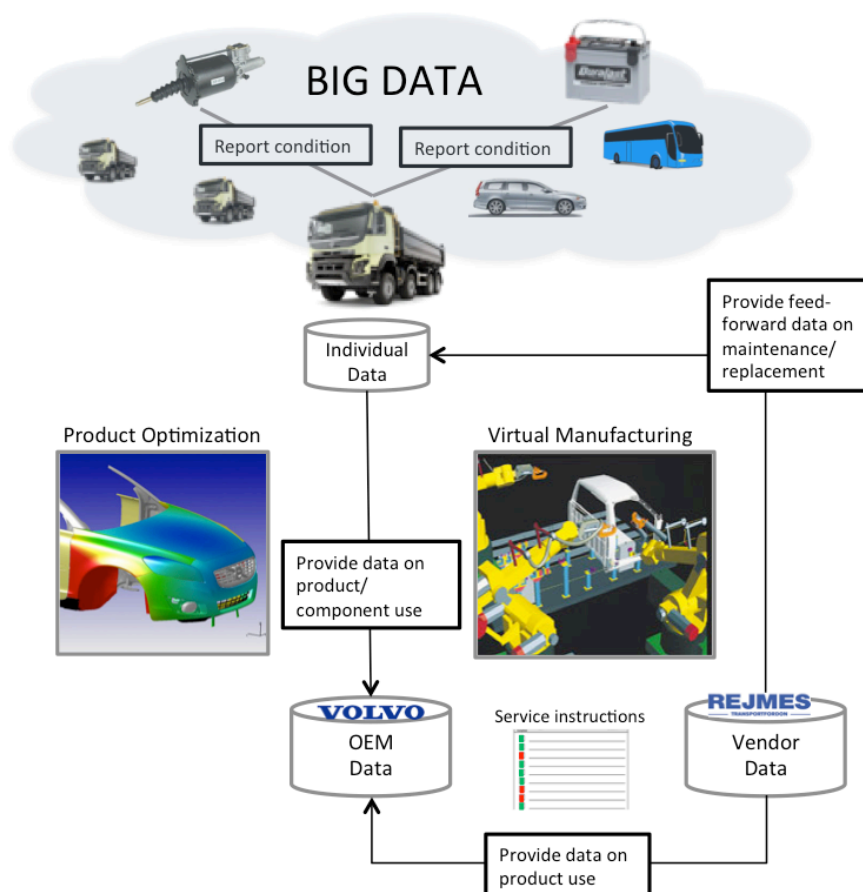 BIG DATA
Duralast
Report condition
Report condition
Individual
Data
Provide feed-
forward data on
maintenance/
replacement
Product Optimization
Virtual Manufacturing
Provide data on
product/
component use
VOLVO
OEM
Data
Service instructions
REJMES
TRANSPORTFORDON
Vendor
Data
Provide data on
product use